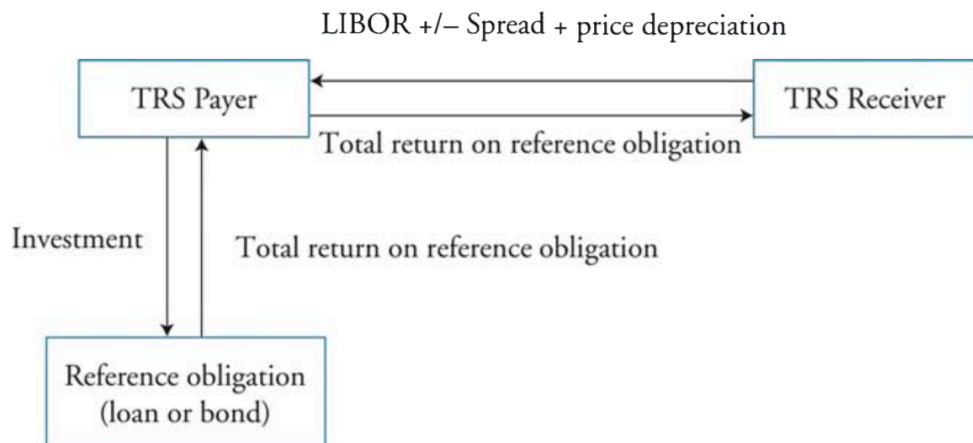 LIBOR +/– Spread + price depreciation
TRS Payer
TRS Receiver
Total return on reference obligation
Investment
Total return on reference obligation
Reference obligation
(loan or bond)